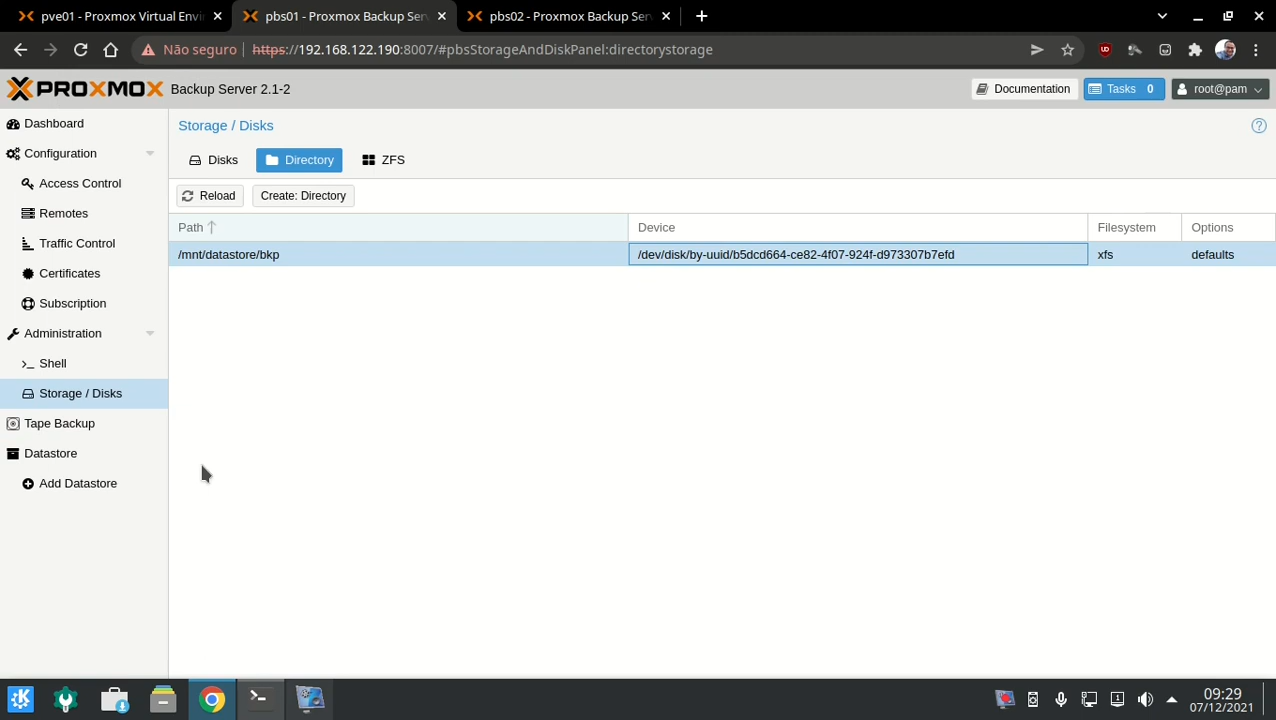 pve01 - Proxmox Virtual Envir
pbs01 - Proxmox Backup Serv
pbs02 - Proxmox Backup Serv
Não seguro
https://192.168.122.190:8007/#pbsStorageAndDiskPanel:directorystorage
PROXMOX Backup Server 2.1-2
Documentation
Tasks 0
root@pam
Dashboard
Configuration
Access Control
Remotes
Traffic Control
Certificates
Subscription
Administration
Shell
Storage / Disks
Tape Backup
Datastore
Add Datastore
Storage / Disks
Disks
Directory
ZFS
Reload
Create: Directory
Path
Device
Filesystem
Options
/mnt/datastore/bkp
/dev/disk/by-uuid/b5dcd664-ce82-4f07-924f-d973307b7efd
xfs
defaults
09:29
07/12/2021